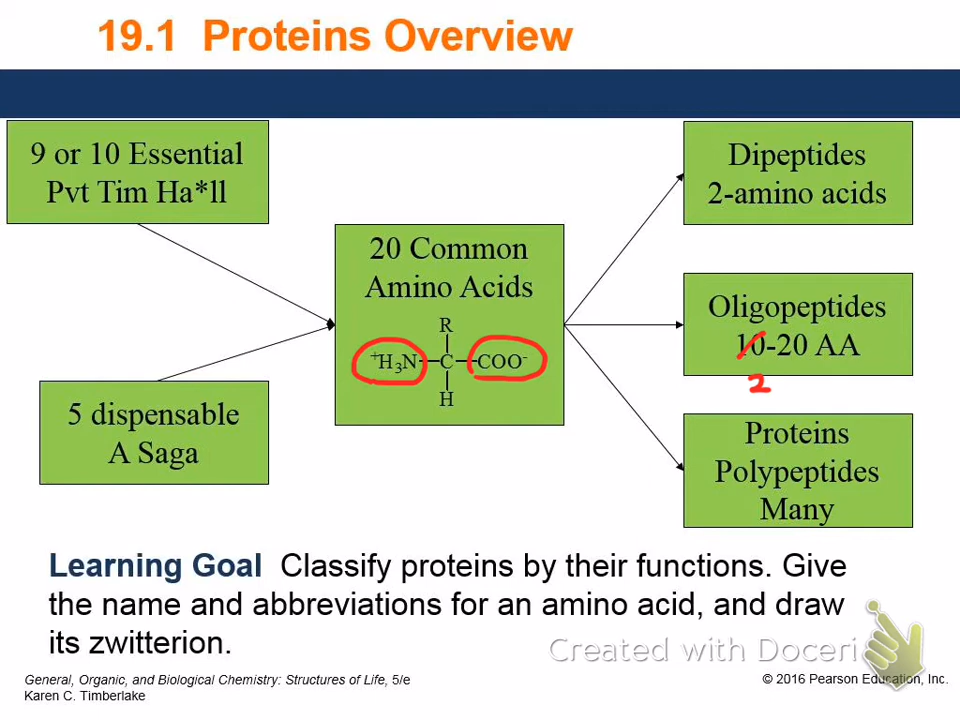 19.1 Proteins Overview
9 or 10 Essential
Pvt Tim Ha*ll
5 dispensable
A Saga
20 Common
Amino Acids
R
⁺H₃N—C—COO⁻
H
Dipeptides
2-amino acids
Oligopeptides
10-20 AA
2
Proteins
Polypeptides
Many
Learning Goal Classify proteins by their functions. Give
the name and abbreviations for an amino acid, and draw
its zwitterion.
Created with Doceri
General, Organic, and Biological Chemistry: Structures of Life, 5/e
Karen C. Timberlake
© 2016 Pearson Education, Inc.